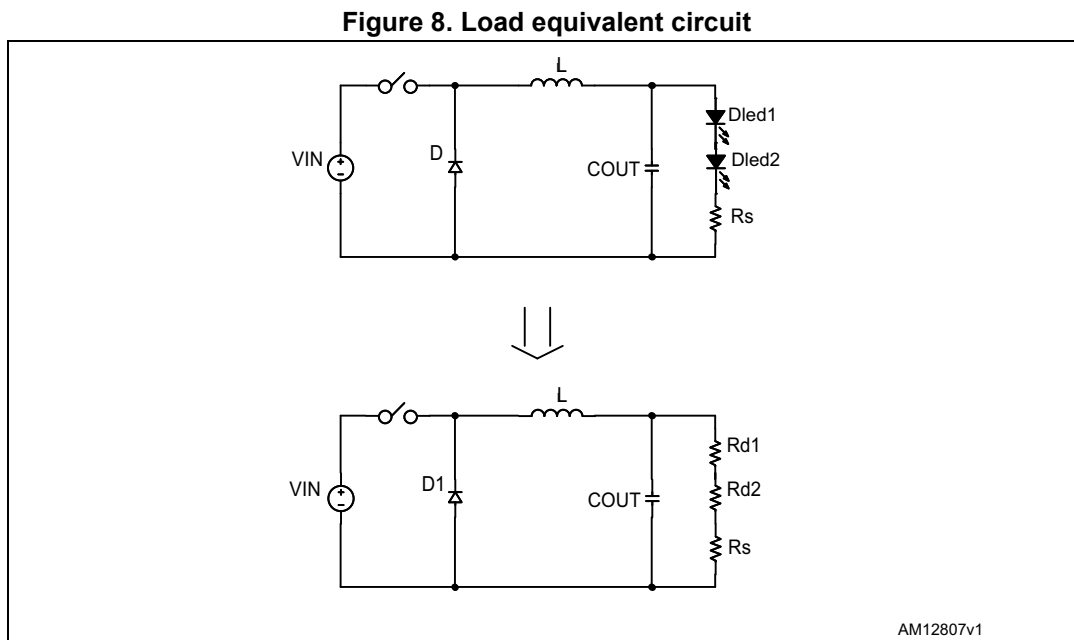 Figure 8. Load equivalent circuit
L
Dled1
VIN
D
COUT
Dled2
Rs
L
Rd1
VIN
D1
COUT
Rd2
Rs
AM12807v1